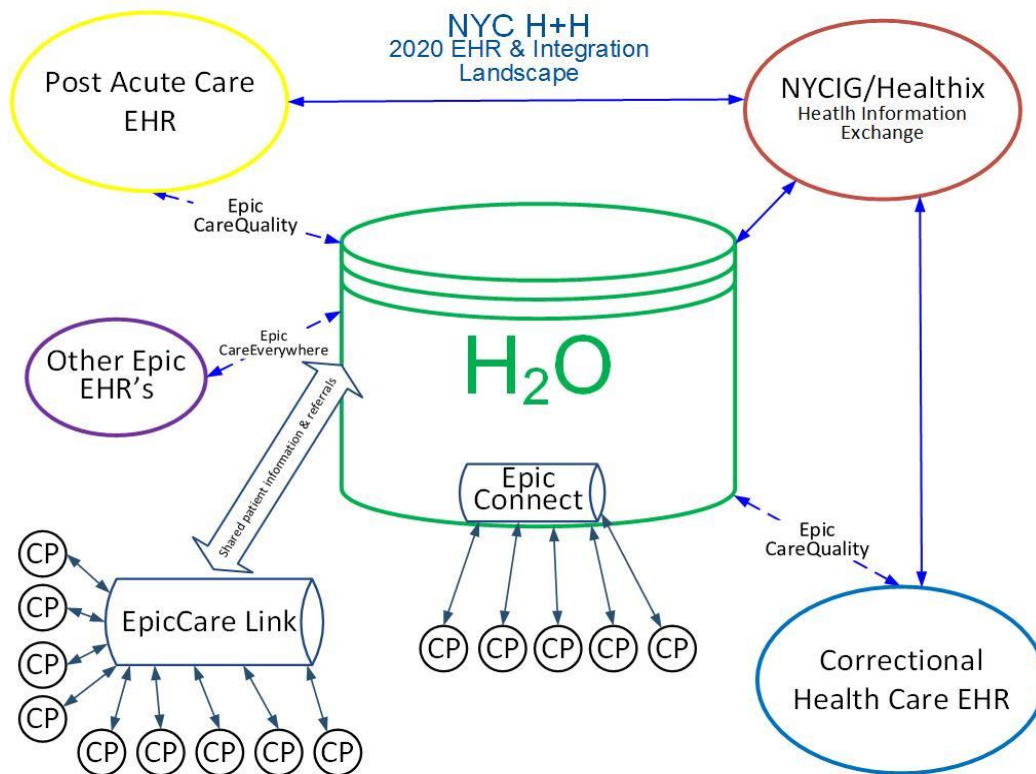 NYC H+H
2020 EHR & Integration
Landscape
Post Acute Care
EHR
NYCIG/Healthix
Heatlh Information
Exchange
Epic
CareQuality
Epic
CareEverywhere
Other Epic
EHR's
H₂O
Shared patient information & referrals
Epic
Connect
Epic
CareQuality
CP
CP
CP
CP
EpicCare Link
CP
CP
CP
CP
CP
CP
CP
CP
CP
CP
Correctional
Health Care EHR